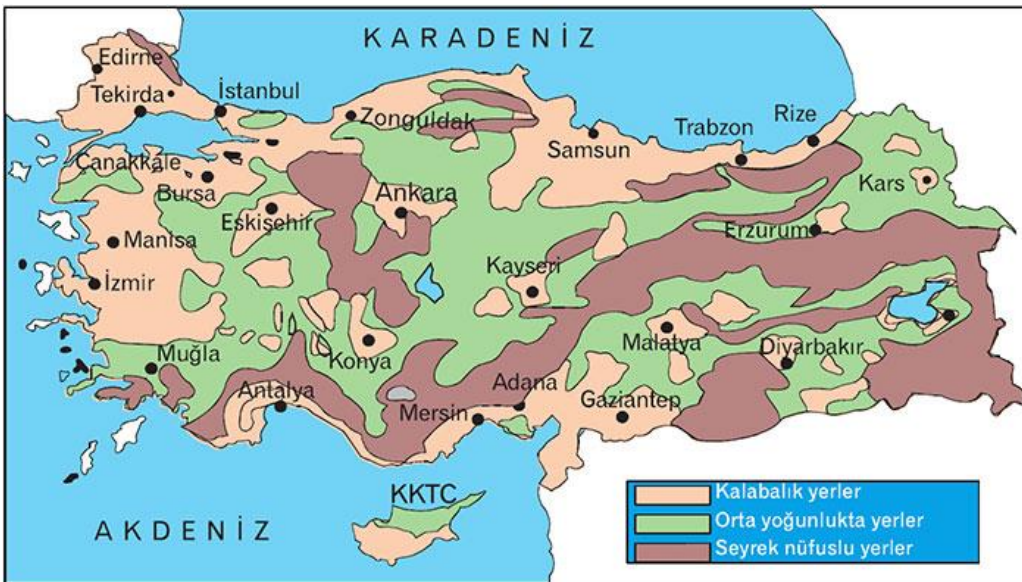 KARADENİZ
Edirne
Tekirda
İstanbul
Zonguldak
Samsun
Trabzon
Rize
Kars
Çanakkale
Bursa
Eskişehir
Ankara
Erzurum
Manisa
İzmir
Kayseri
Muğla
Konya
Malatya
Diyarbakır
Antalya
Mersin
Adana
Gaziantep
KKTC
AKDENİZ
Kalabalık yerler
Orta yoğunlukta yerler
Seyrek nüfuslu yerler